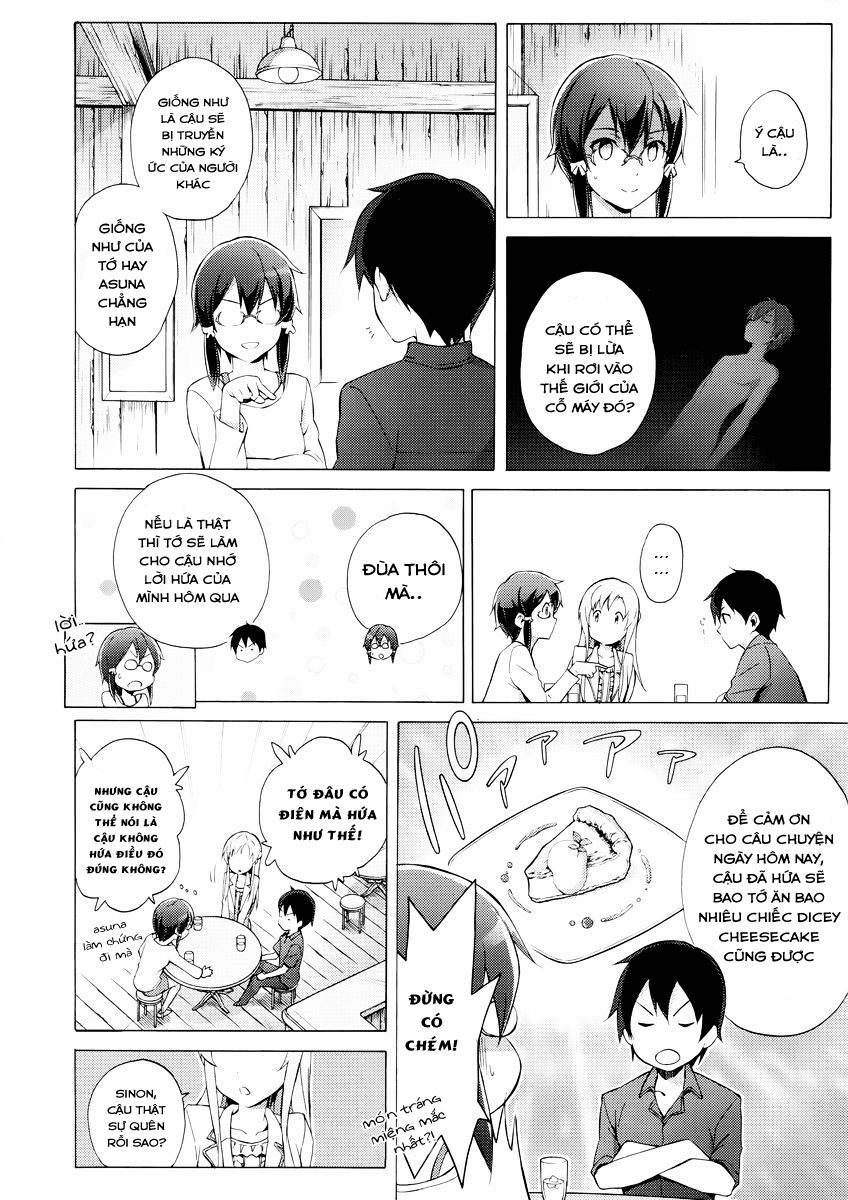 Ý CẬU
LÀ..
CẬU CÓ THỂ
SẼ BỊ LỪA
KHI RƠI VÀO
THẾ GIỚI CỦA
CỖ MÁY ĐÓ?
GIỐNG NHƯ
LÀ CẬU SẼ
BỊ TRUYỀN
NHỮNG KÝ
ỨC CỦA NGƯỜI
KHÁC
GIỐNG
NHƯ CỦA
TỚ HAY
ASUNA
CHẲNG
HẠN
...
...
ĐÙA THÔI
MÀ..
NẾU LÀ THẬT
THÌ TỚ SẼ LÀM
CHO CẬU NHỚ
LỜI HỨA CỦA
MÌNH HÔM QUA
lời..
hứa?
ĐỂ CẢM ƠN
CHO CÂU CHUYỆN
NGÀY HÔM NAY,
CẬU ĐÃ HỨA SẼ
BAO TỚ ĂN BAO
NHIÊU CHIẾC DICEY
CHEESECAKE
CŨNG ĐƯỢC
パァァァァ
ĐỪNG
CÓ
CHÉM!
món tráng
miệng mắc
nhất?!
TỚ ĐÂU CÓ
ĐIÊN MÀ HỨA
NHƯ THẾ!
NHƯNG CẬU
CŨNG KHÔNG
THỂ NÓI LÀ
CẬU KHÔNG
HỨA ĐIỀU ĐÓ
ĐÚNG KHÔNG?
asuna
làm chứng
đi mà
SINON,
CẬU THẬT
SỰ QUÊN
RỒI SAO?